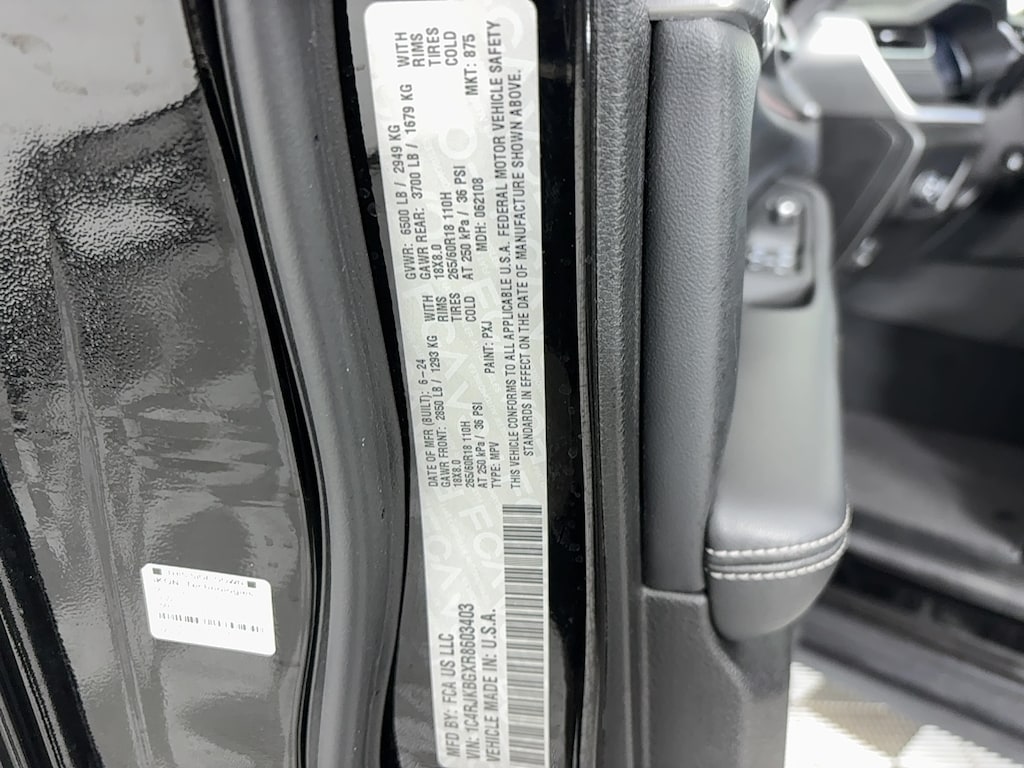 MFD BY: FCA US LLC
DATE OF MFR (BUILT): 6-24
GVWR: 6500 LB / 2949 KG
GAWR FRONT: 2850 LB / 1293 KG WITH
GAWR REAR: 3700 LB / 1679 KG WITH
18X8.0 RIMS
18X8.0 RIMS
265/60R18 110H TIRES
265/60R18 110H TIRES
AT 250 kPa / 36 PSI COLD
AT 250 kPa / 36 PSI COLD
VIN: 1C4RJKBGXR8603403
TYPE: MPV
PAINT: PXJ
MDH: 062108
MKT: 875
VEHICLE MADE IN: U.S.A.
THIS VEHICLE CONFORMS TO ALL APPLICABLE U.S.A. FEDERAL MOTOR VEHICLE SAFETY
STANDARDS IN EFFECT ON THE DATE OF MANUFACTURE SHOWN ABOVE.
Technologies